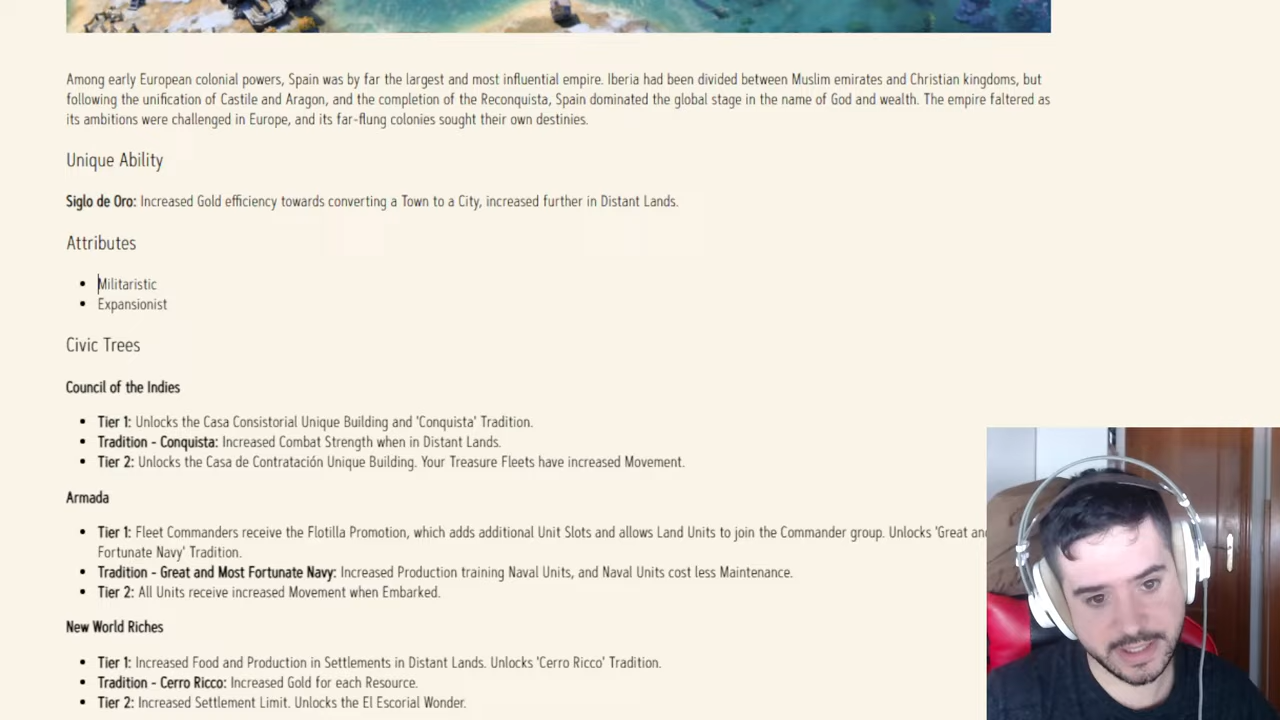 Among early European colonial powers, Spain was by far the largest and most influential empire. Iberia had been divided between Muslim emirates and Christian kingdoms, but
following the unification of Castile and Aragon, and the completion of the Reconquista, Spain dominated the global stage in the name of God and wealth. The empire faltered as
its ambitions were challenged in Europe, and its far-flung colonies sought their own destinies.
Unique Ability
Siglo de Oro: Increased Gold efficiency towards converting a Town to a City, increased further in Distant Lands.
Attributes
• Militaristic
• Expansionist
Civic Trees
Council of the Indies
• Tier 1: Unlocks the Casa Consistorial Unique Building and 'Conquista' Tradition.
• Tradition - Conquista: Increased Combat Strength when in Distant Lands.
• Tier 2: Unlocks the Casa de Contratación Unique Building. Your Treasure Fleets have increased Movement.
Armada
• Tier 1: Fleet Commanders receive the Flotilla Promotion, which adds additional Unit Slots and allows Land Units to join the Commander group. Unlocks 'Great
Fortunate Navy' Tradition.
• Tradition - Great and Most Fortunate Navy: Increased Production training Naval Units, and Naval Units cost less Maintenance.
• Tier 2: All Units receive increased Movement when Embarked.
New World Riches
• Tier 1: Increased Food and Production in Settlements in Distant Lands. Unlocks 'Cerro Ricco' Tradition.
• Tradition - Cerro Ricco: Increased Gold for each Resource.
• Tier 2: Increased Settlement Limit. Unlocks the El Escorial Wonder.